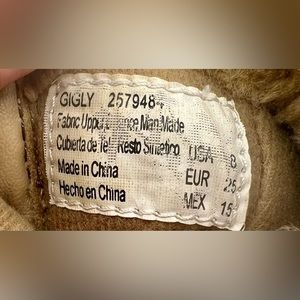 GIGLY 257948
Fabric Upper Man Made
Cubierta de Resto Sintetico USA 8
Made in China EUR 25
Hecho en China MEX 15